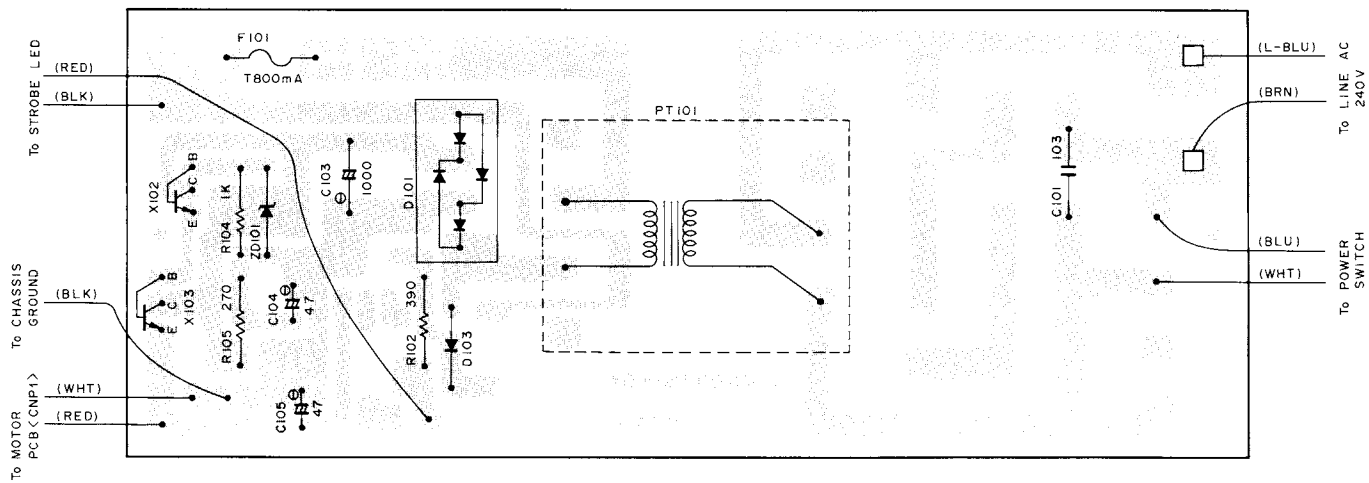 To STROBE LED
(RED)
(BLK)
To CHASSIS
GROUND
(BLK)
To MOTOR
PCB<CNP1>
(WHT)
(RED)
F101
T800mA
X102
B
C
E
R104 1K
ZD101
C103
1000
D101
X103
B
C
E
R105 270
C104
47
C105
47
R102 390
D103
PT101
C101 103
(L-BLU)
(BRN)
To LINE AC
240V
(BLU)
(WHT)
To POWER
SWITCH